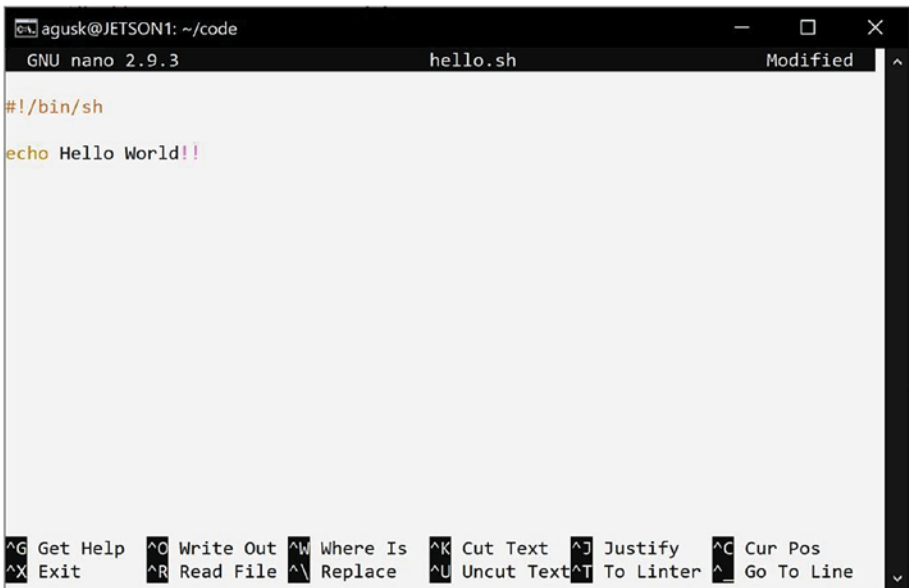 agusk@JETSON1: ~/code
GNU nano 2.9.3 hello.sh Modified
#!/bin/sh
echo Hello World!!
^G Get Help ^O Write Out ^W Where Is ^K Cut Text ^J Justify ^C Cur Pos
^X Exit ^R Read File ^\ Replace ^U Uncut Text ^T To Linter ^_ Go To Line